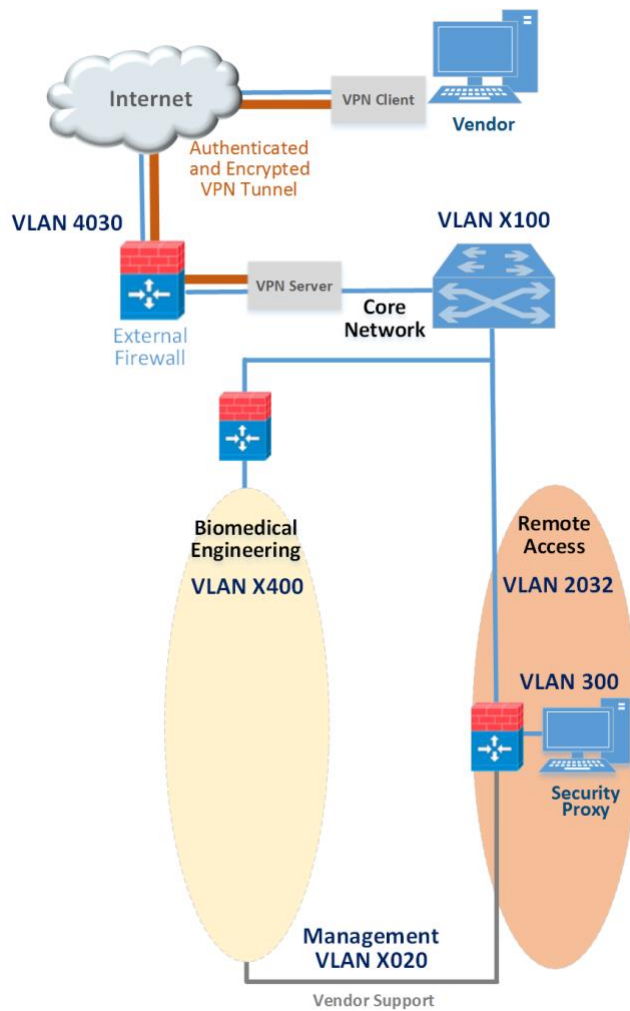 Internet
VPN Client
Vendor
Authenticated
and Encrypted
VPN Tunnel
VLAN 4030
VLAN X100
VPN Server
Core
Network
External
Firewall
Biomedical
Engineering
VLAN X400
Remote
Access
VLAN 2032
VLAN 300
Security
Proxy
Management
VLAN X020
Vendor Support